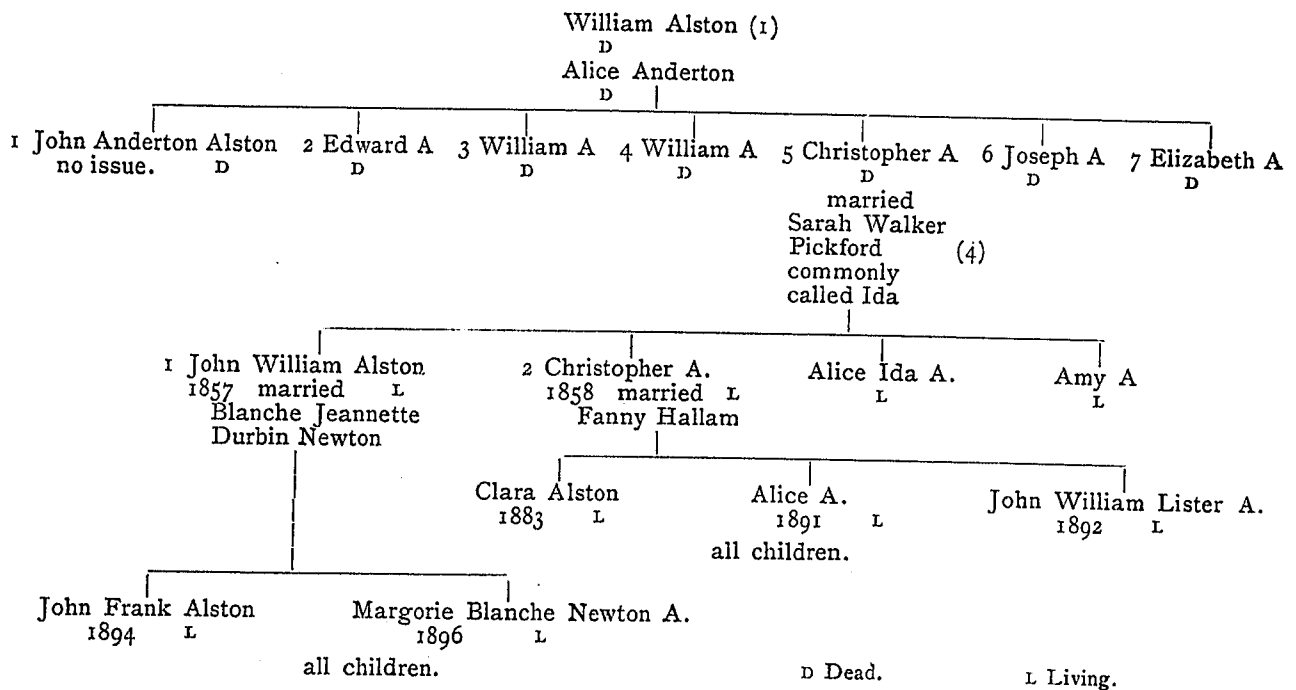 William Alston (1)
D
Alice Anderton
D
1 John Anderton Alston 2 Edward A 3 William A 4 William A 5 Christopher A 6 Joseph A 7 Elizabeth A
no issue. D D D D D D D
married
Sarah Walker
Pickford (4)
commonly
called Ida
1 John William Alston 2 Christopher A. Alice Ida A. Amy A
1857 married L 1858 married L L L
Blanche Jeannette Fanny Hallam
Durbin Newton
Clara Alston Alice A. John William Lister A.
1883 L 1891 L 1892 L
all children.
John Frank Alston Margorie Blanche Newton A.
1894 L 1896 L
all children. D Dead. L Living.